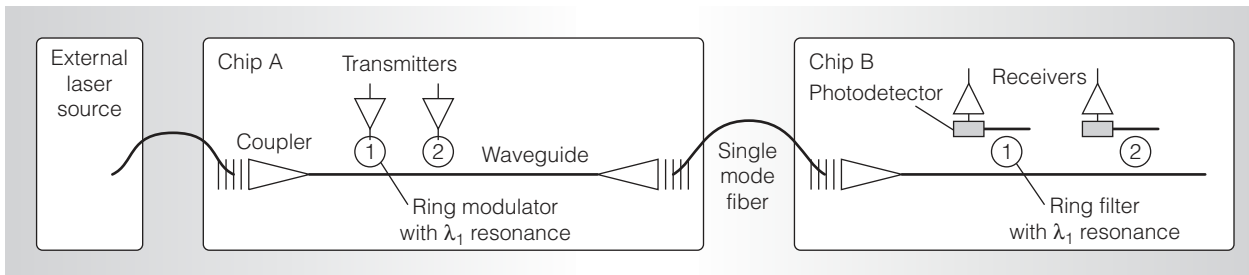 External
laser
source
Chip A
Transmitters
Coupler
1
2
Waveguide
Ring modulator
with λ₁ resonance
Single
mode
fiber
Chip B
Receivers
Photodetector
1
2
Ring filter
with λ₁ resonance